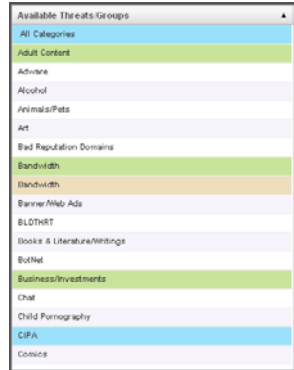 Available Threats/Groups
All Categories
Adult Content
Adware
Alcohol
Animals/Pets
Art
Bad Reputation Domains
Bandwidth
Bandwidth
Banner/Web Ads
BLDTHRT
Books & Literature/Writings
BotNet
Business/Investments
Chat
Child Pornography
CIPA
Comics